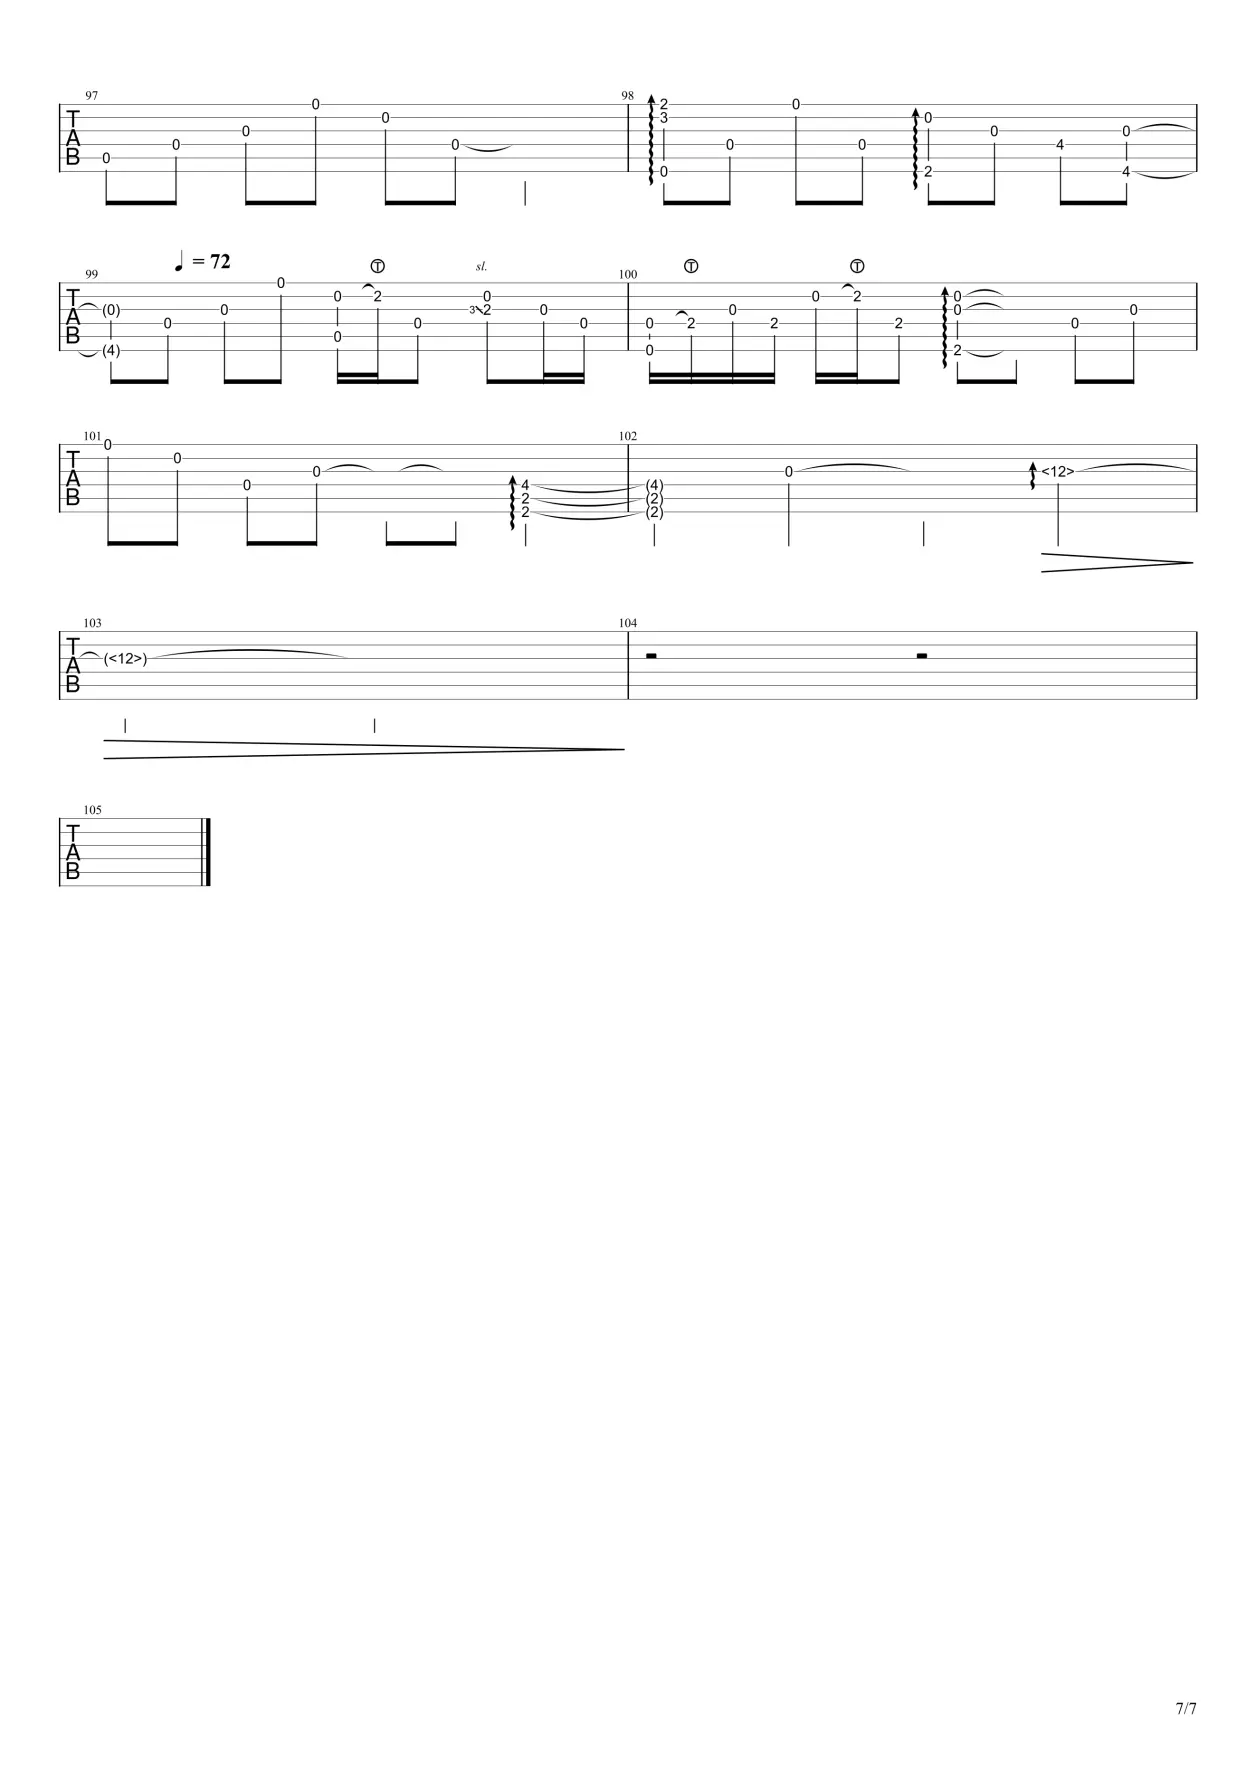 97 98
T
A
B
0 0 0 0 0 0
2 0 0 0
3 0 0 4 0
0 2 4
♩ = 72
99 100
T
A
B
T sl. T T
0
0 2 0 0 2 0
(0) 0 3 2 0 0 0 0
0 0 0 0 2 2 2 0
0
(4) 0 2
101 102
T
A
B
0
0
0 0 <12>
0 4 (4)
2 (2)
2 (2)
103 104
T
A
B
(<12>)
105
T
A
B
7/7